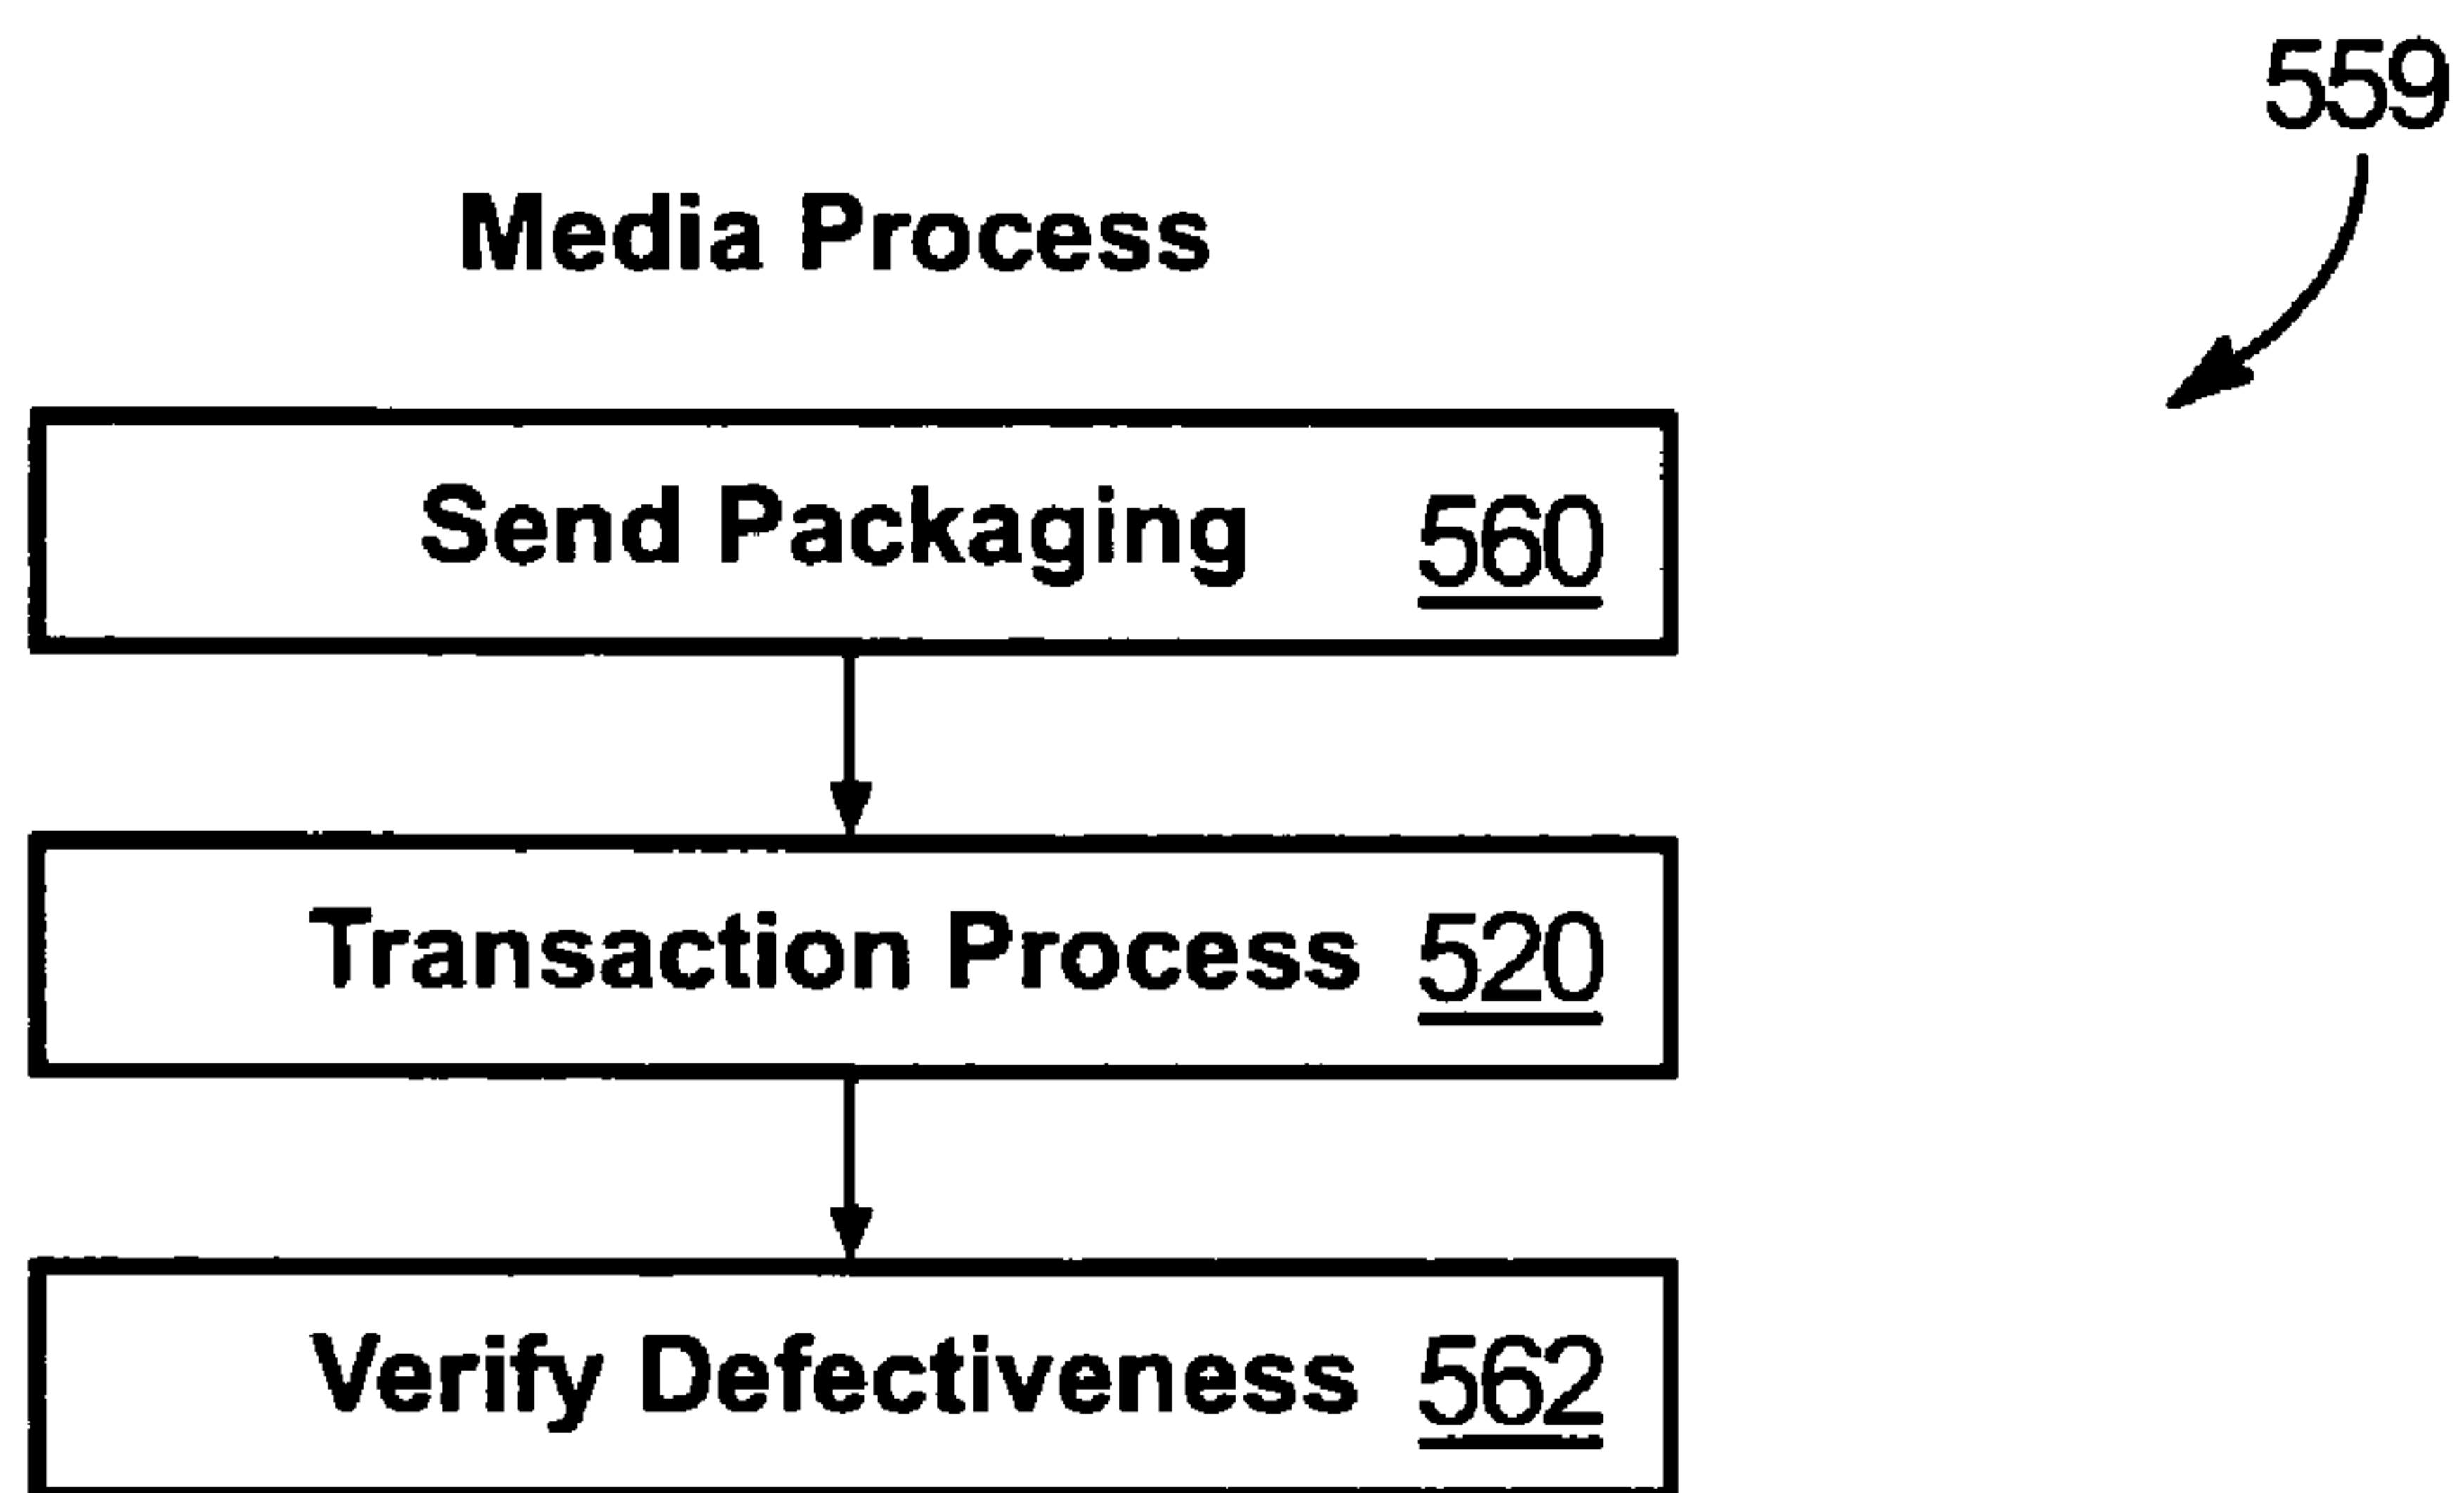 559
Media Process
Send Packaging 560
Transaction Process 520
Verify Defectiveness 562